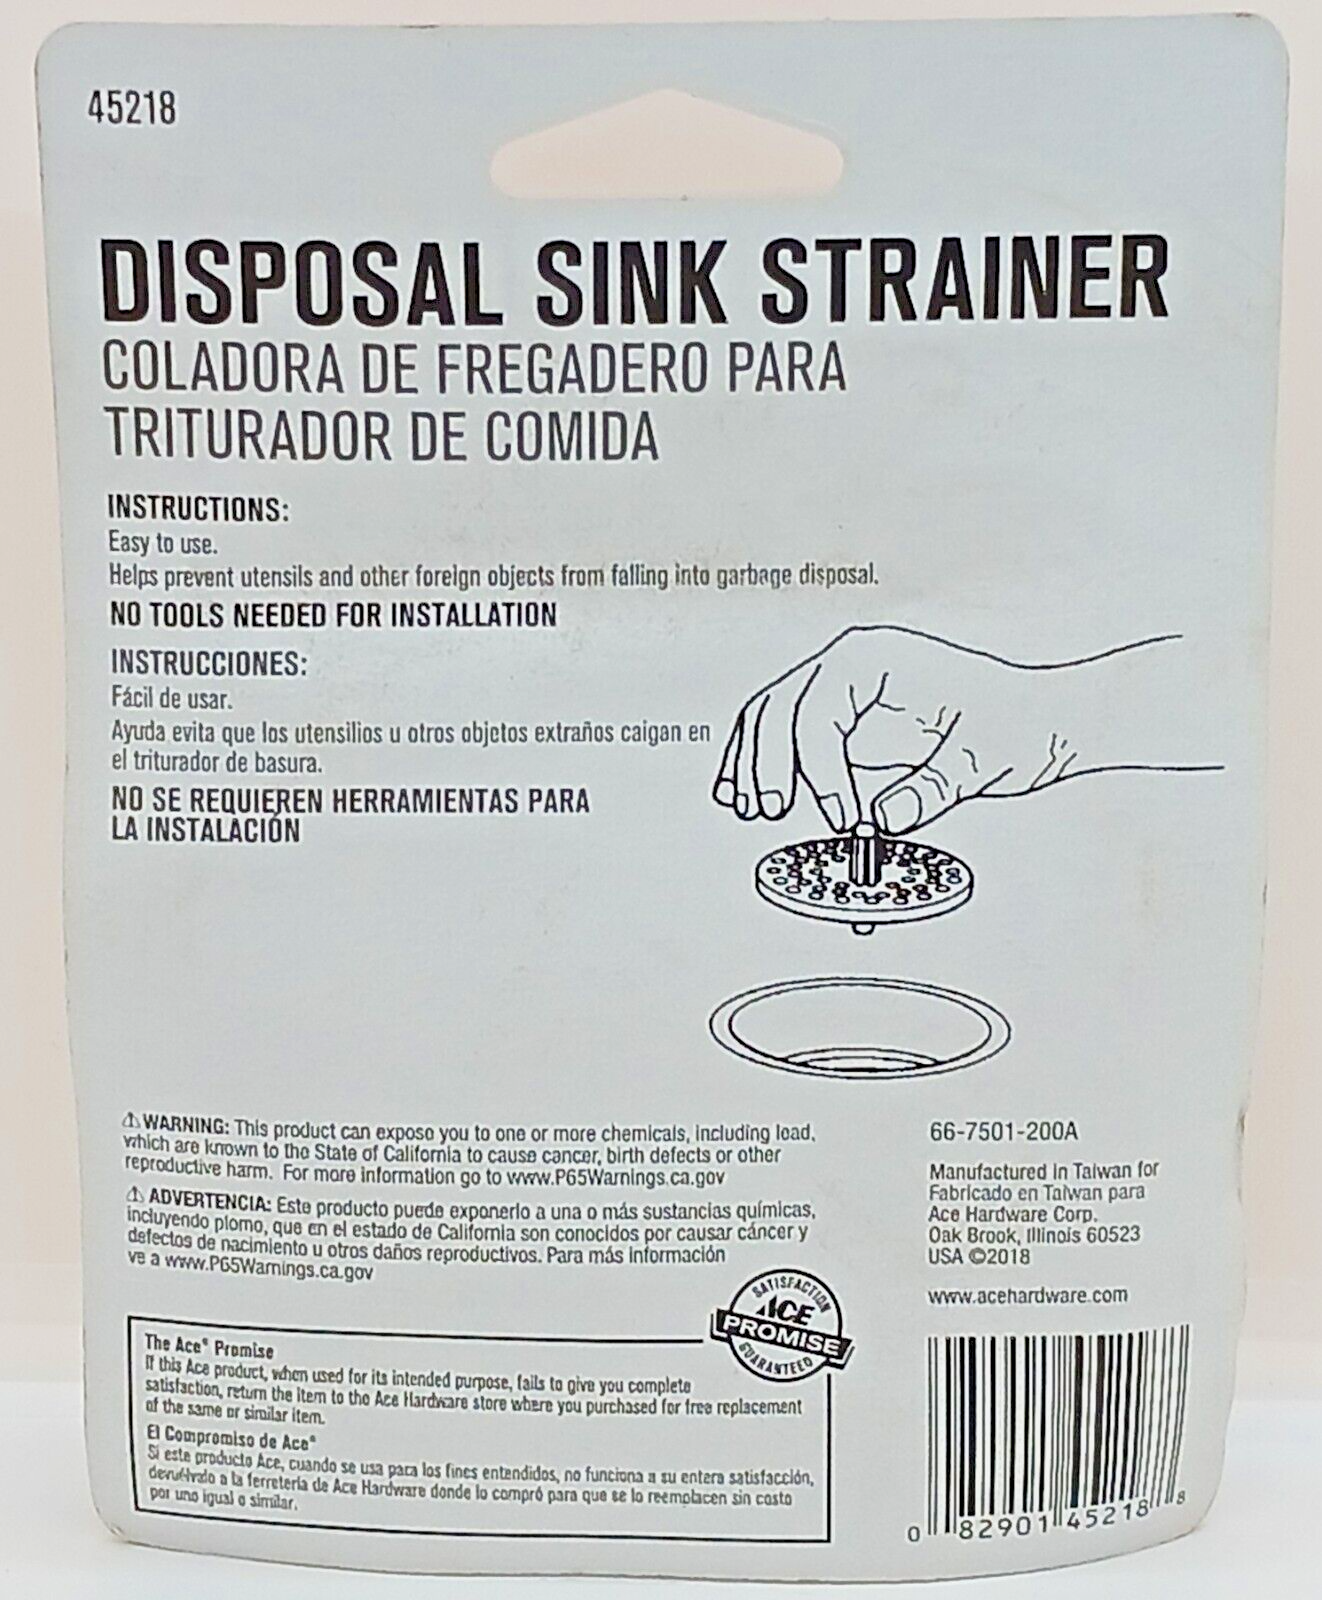 45218
DISPOSAL SINK STRAINER
COLADORA DE FREGADERO PARA
TRITURADOR DE COMIDA
INSTRUCTIONS:
Easy to use.
Helps prevent utensils and other foreign objects from falling into garbage disposal.
NO TOOLS NEEDED FOR INSTALLATION
INSTRUCCIONES:
Fácil de usar.
Ayuda evita que los utensilios u otros objetos extraños caigan en
el triturador de basura.
NO SE REQUIEREN HERRAMIENTAS PARA
LA INSTALACIÓN
⚠WARNING: This product can expose you to one or more chemicals, including lead,
which are known to the State of California to cause cancer, birth defects or other
reproductive harm. For more information go to www.P65Warnings.ca.gov
⚠ ADVERTENCIA: Este producto puede exponerlo a una o más sustancias químicas,
incluyendo plomo, que en el estado de California son conocidos por causar cáncer y
defectos de nacimiento u otros daños reproductivos. Para más información
ve a www.P65Warnings.ca.gov
66-7501-200A
Manufactured in Taiwan for
Fabricado en Taiwan para
Ace Hardware Corp.
Oak Brook, Illinois 60523
USA ©2018
www.acehardware.com
SATISFACTION
ACE
PROMISE
GUARANTEED
The Ace® Promise
If this Ace product, when used for its intended purpose, fails to give you complete
satisfaction, return the item to the Ace Hardware store where you purchased for free replacement
of the same or similar item.
El Compromiso de Ace®
Si este producto Ace, cuando se usa para los fines entendidos, no funciona a su entera satisfacción,
devuélvalo a la ferretería de Ace Hardware donde lo compró para que se lo reemplacen sin costo
por uno igual o similar.
0 82901 45218 8